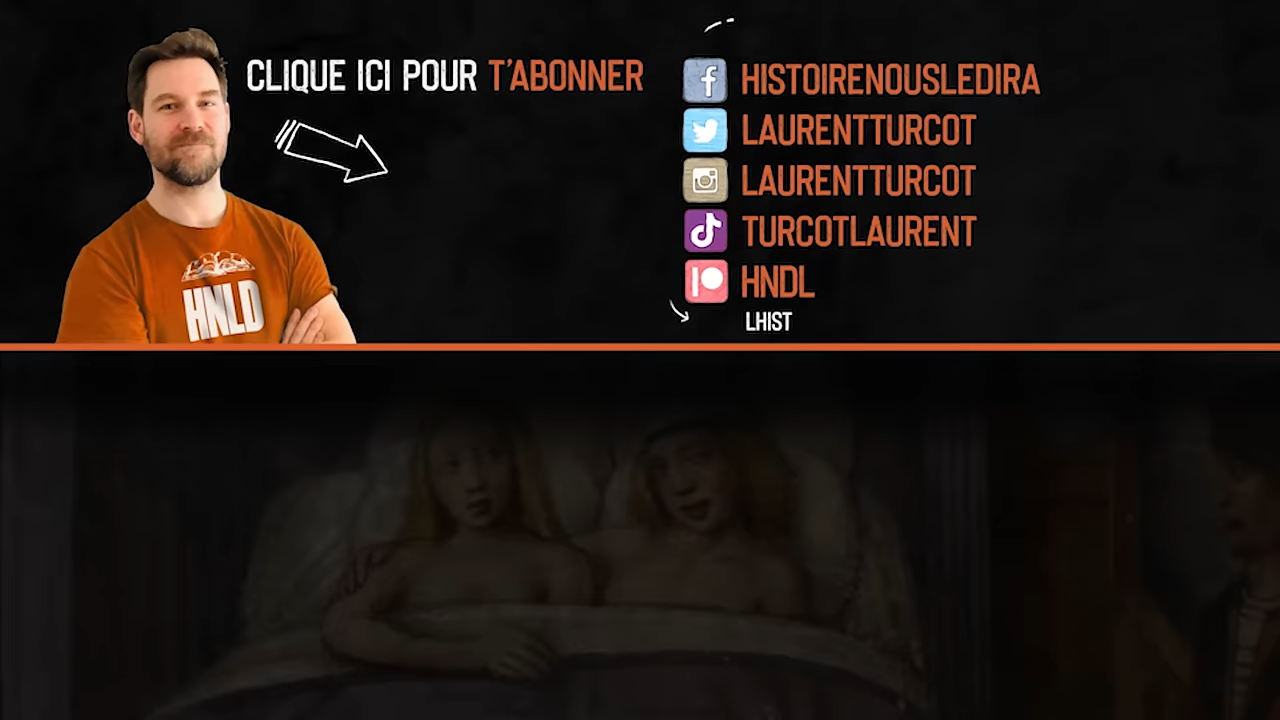 CLIQUE ICI POUR T'ABONNER
HNLD
HISTOIRENOUSLEDIRA
LAURENTTURCOT
LAURENTTURCOT
TURCOTLAURENT
HNDL
LHIST